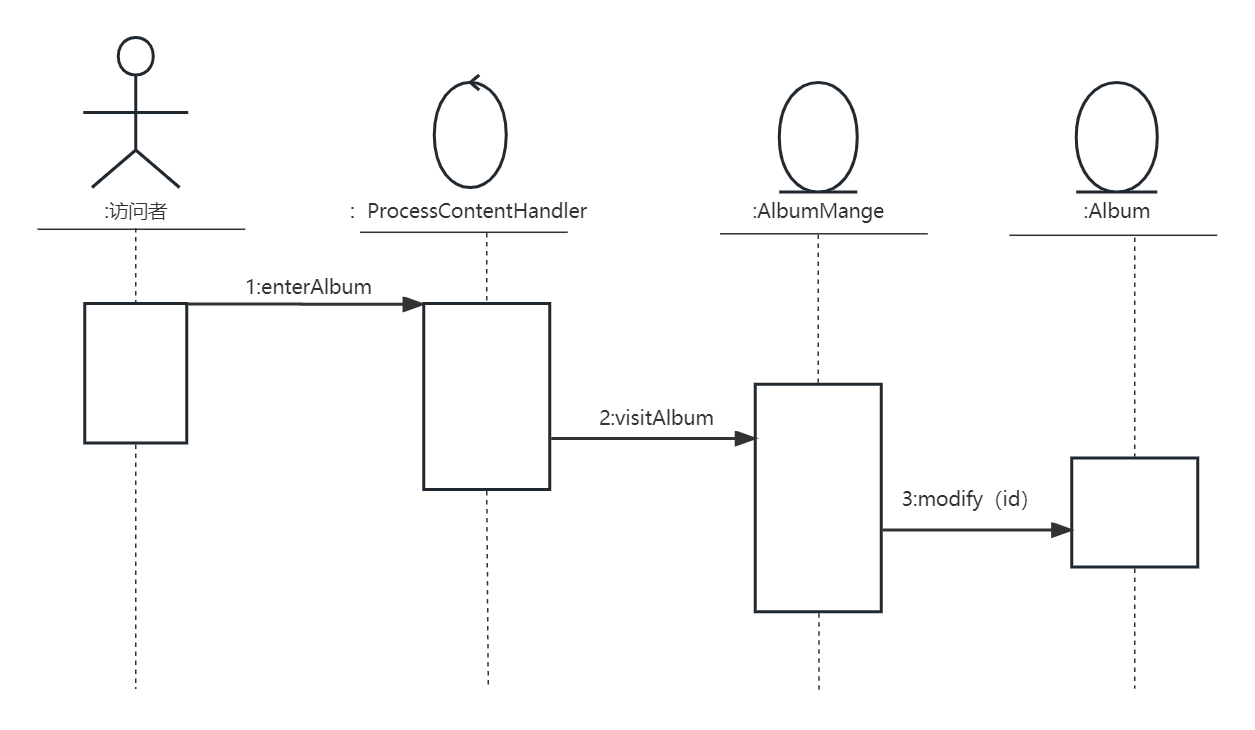 :访问者
： ProcessContentHandler
:AlbumMange
:Album
1:enterAlbum
2:visitAlbum
3:modify（id）